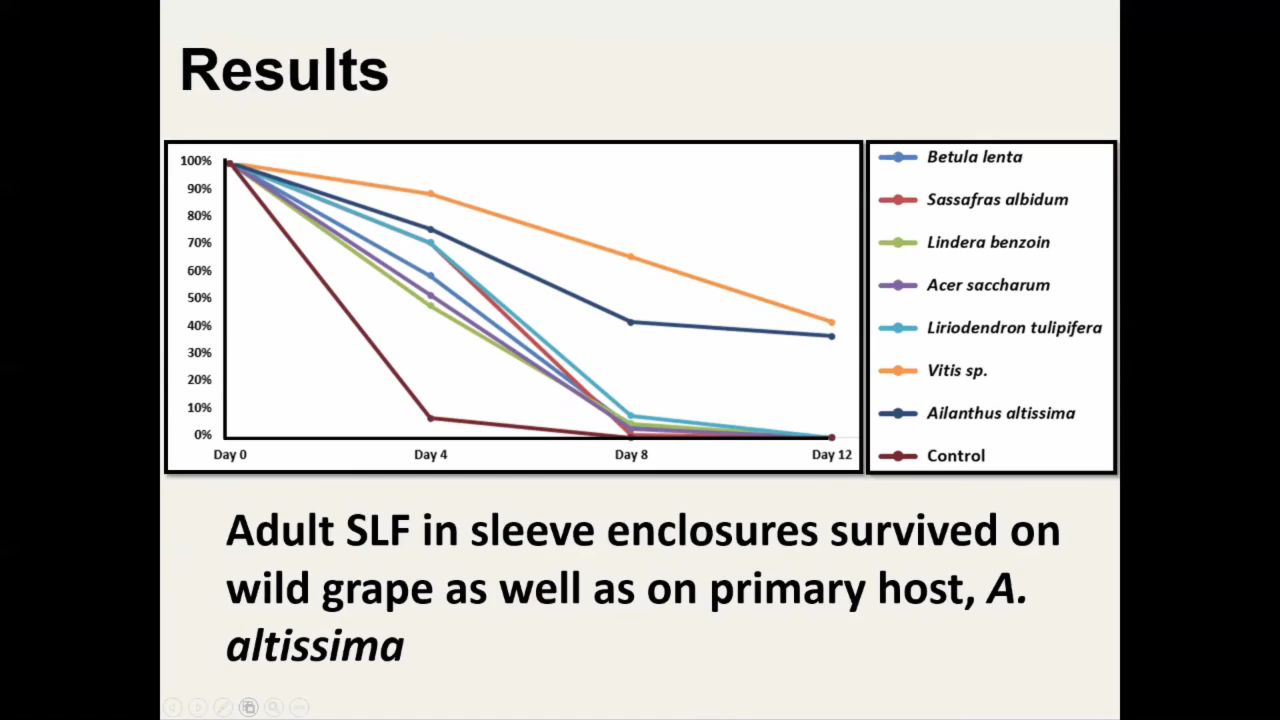 Results
100%
90%
80%
70%
60%
50%
40%
30%
20%
10%
0%
Day 0 Day 4 Day 8 Day 12
Betula lenta
Sassafras albidum
Lindera benzoin
Acer saccharum
Liriodendron tulipifera
Vitis sp.
Ailanthus altissima
Control
Adult SLF in sleeve enclosures survived on
wild grape as well as on primary host, A.
altissima